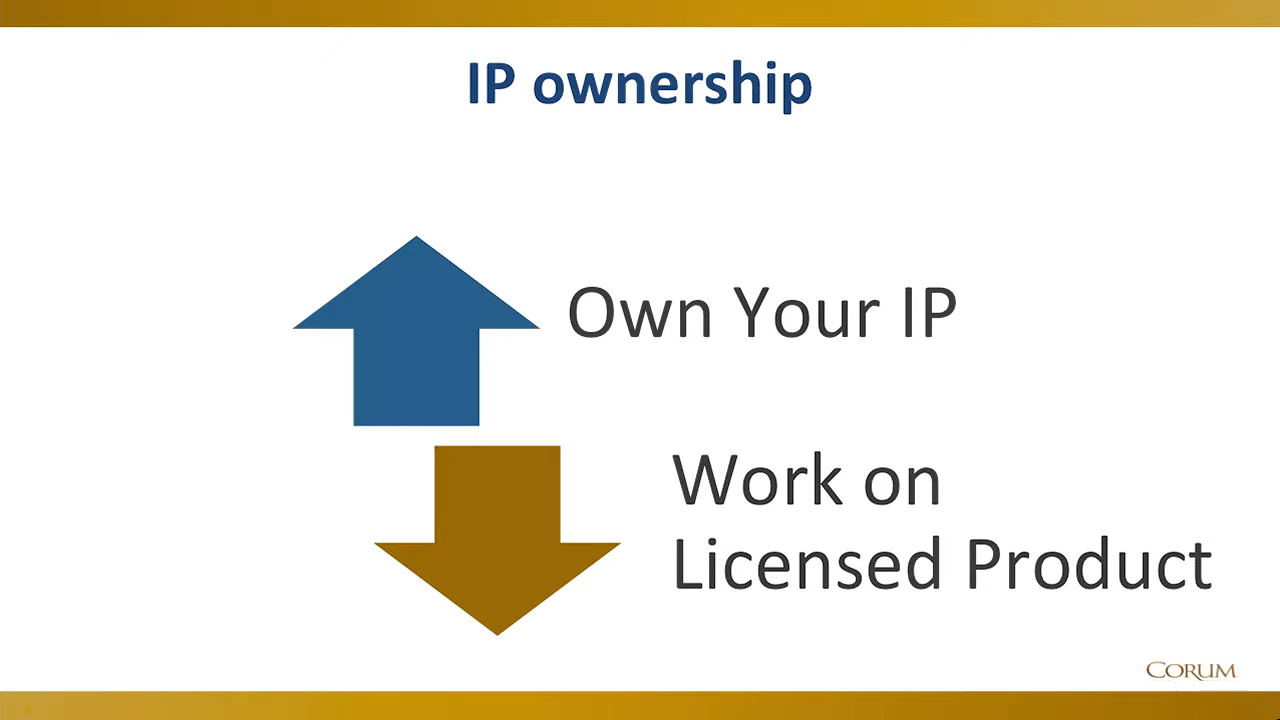 IP ownership
Own Your IP
Work on
Licensed Product
CORUM